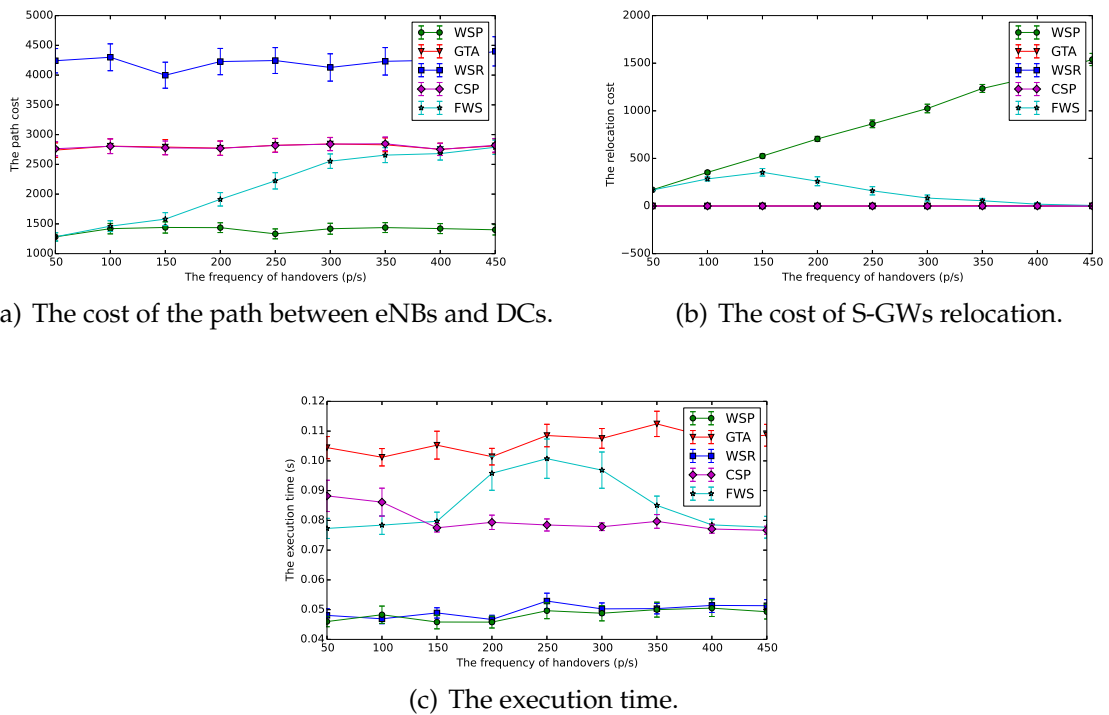 5000
4500
4000
3500
3000
2500
2000
1500
1000
The path cost
50 100 150 200 250 300 350 400 450
The frequency of handovers (p/s)
WSP
GTA
WSR
CSP
FWS
a) The cost of the path between eNBs and DCs.
2000
1500
1000
500
0
−500
The relocation cost
50 100 150 200 250 300 350 400 450
The frequency of handovers (p/s)
WSP
GTA
WSR
CSP
FWS
(b) The cost of S-GWs relocation.
0.12
0.11
0.10
0.09
0.08
0.07
0.06
0.05
0.04
The execution time (s)
50 100 150 200 250 300 350 400 450
The frequency of handovers (p/s)
WSP
GTA
WSR
CSP
FWS
(c) The execution time.